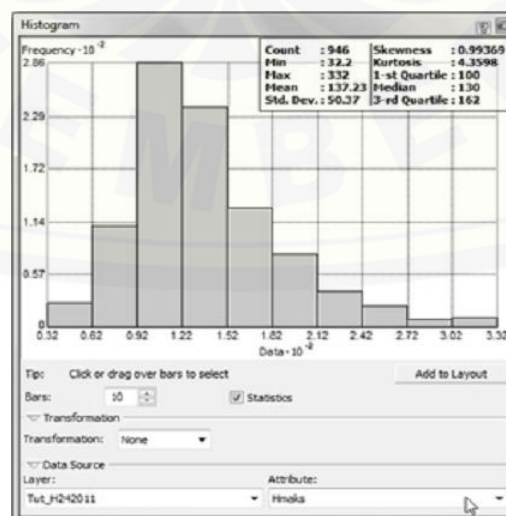 Histogram
Frequency · 10 -2
Count : 946 Skewness : 0.99369
Min : 32.2 Kurtosis : 4.3598
Max : 332 1-st Quartile : 100
Mean : 137.23 Median : 130
Std. Dev. : 50.37 3-rd Quartile : 162
2.86
2.29
1.72
1.14
0.57
0
0.32 0.62 0.92 1.22 1.52 1.82 2.12 2.42 2.72 3.02 3.32
Data · 10 -2
Tip: Click or drag over bars to select Add to Layout
Bars: 10 Statistics
Transformation
Transformation: None
Data Source
Layer: Attribute:
Tut_H242011 Hmaks